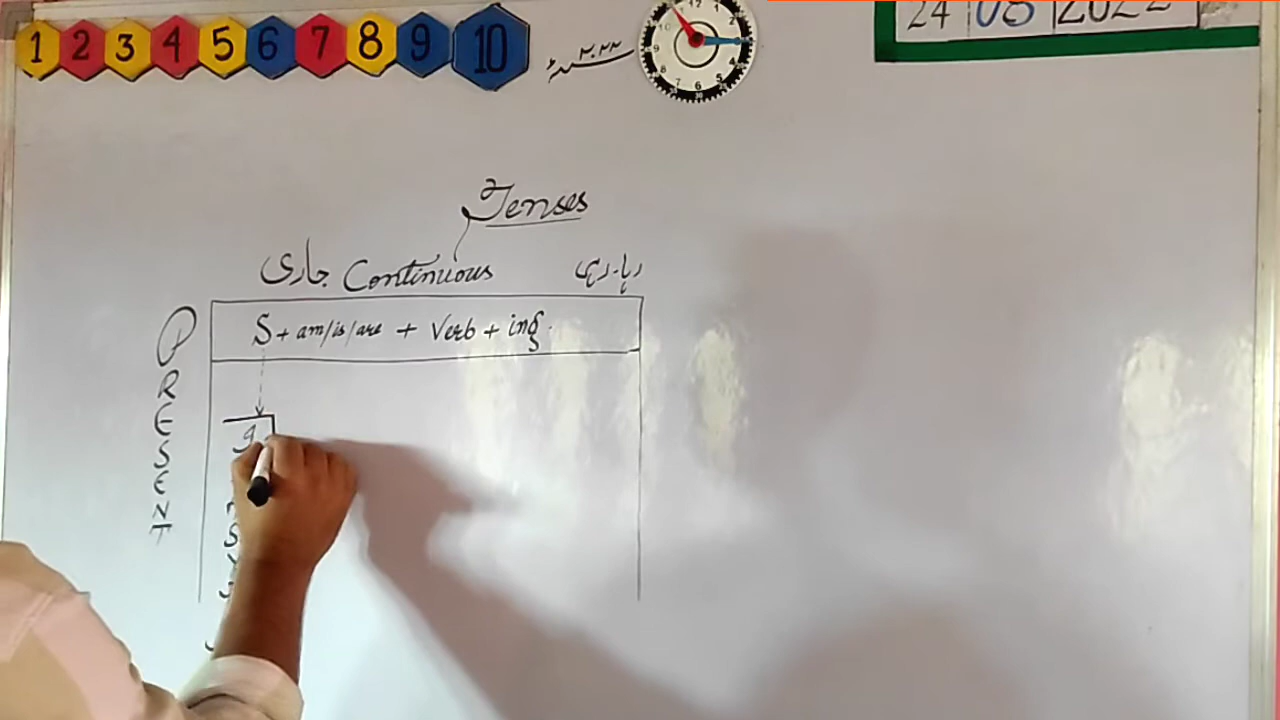 1 2 3 4 5 6 7 8 9 10
24 08 2022
Tenses
جاری Continuous رہا۔رہی
PRESENT
S + am/is/are + Verb + ing.
I
S